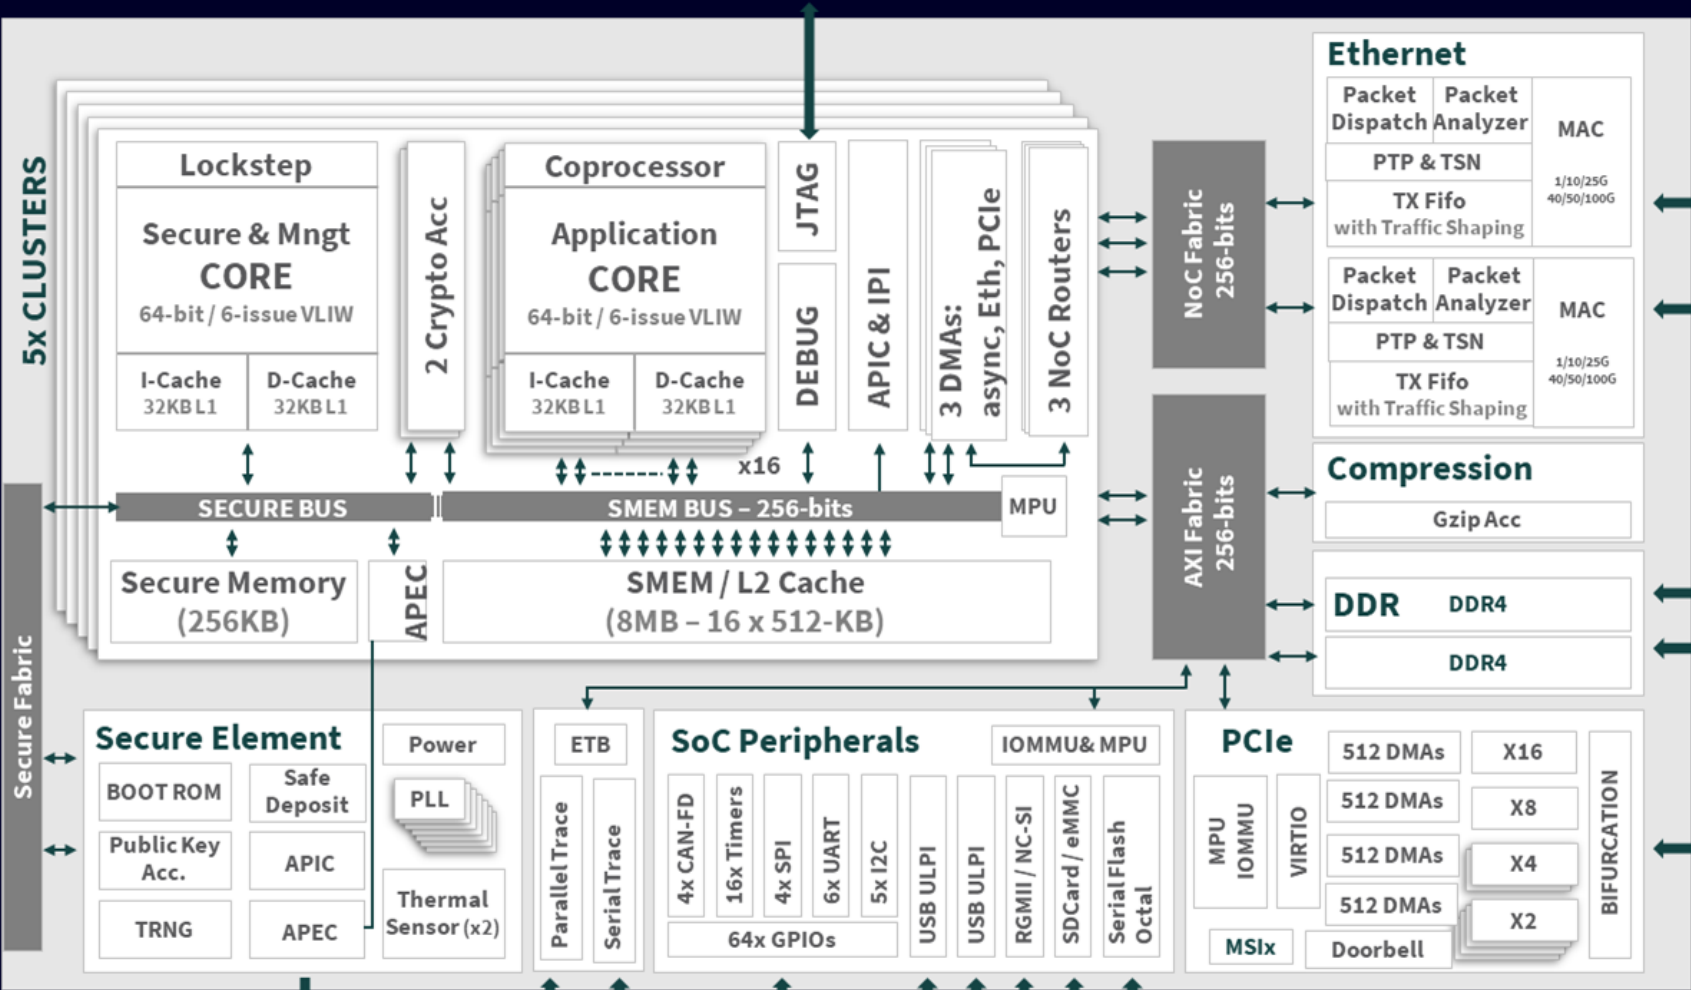 5x CLUSTERS
Lockstep
Secure & Mngt
CORE
64-bit / 6-issue VLIW
I-Cache
32KB L1
D-Cache
32KB L1
2 Crypto Acc
Coprocessor
Application
CORE
64-bit / 6-issue VLIW
I-Cache
32KB L1
D-Cache
32KB L1
x16
JTAG
DEBUG
APIC & IPI
3 DMAs:
async, Eth, PCIe
3 NoC Routers
SECURE BUS
SMEM BUS – 256-bits
MPU
Secure Memory
(256KB)
APEC
SMEM / L2 Cache
(8MB – 16 x 512-KB)
NoC Fabric
256-bits
AXI Fabric
256-bits
Ethernet
Packet
Dispatch
Packet
Analyzer
PTP & TSN
TX Fifo
with Traffic Shaping
MAC
1/10/25G
40/50/100G
Packet
Dispatch
Packet
Analyzer
PTP & TSN
TX Fifo
with Traffic Shaping
MAC
1/10/25G
40/50/100G
Compression
Gzip Acc
DDR
DDR4
DDR4
Secure Fabric
Secure Element
BOOT ROM
Safe
Deposit
Public Key
Acc.
APIC
TRNG
APEC
Power
PLL
Thermal
Sensor (x2)
ETB
Parallel Trace
Serial Trace
SoC Peripherals
IOMMU& MPU
4x CAN-FD
16x Timers
4x SPI
6x UART
5x I2C
64x GPIOs
USB ULPI
USB ULPI
RGMII / NC-SI
SDCard / eMMC
Serial Flash
Octal
PCIe
MPU
IOMMU
VIRTIO
MSIx
512 DMAs
512 DMAs
512 DMAs
512 DMAs
Doorbell
X16
X8
X4
X2
BIFURCATION